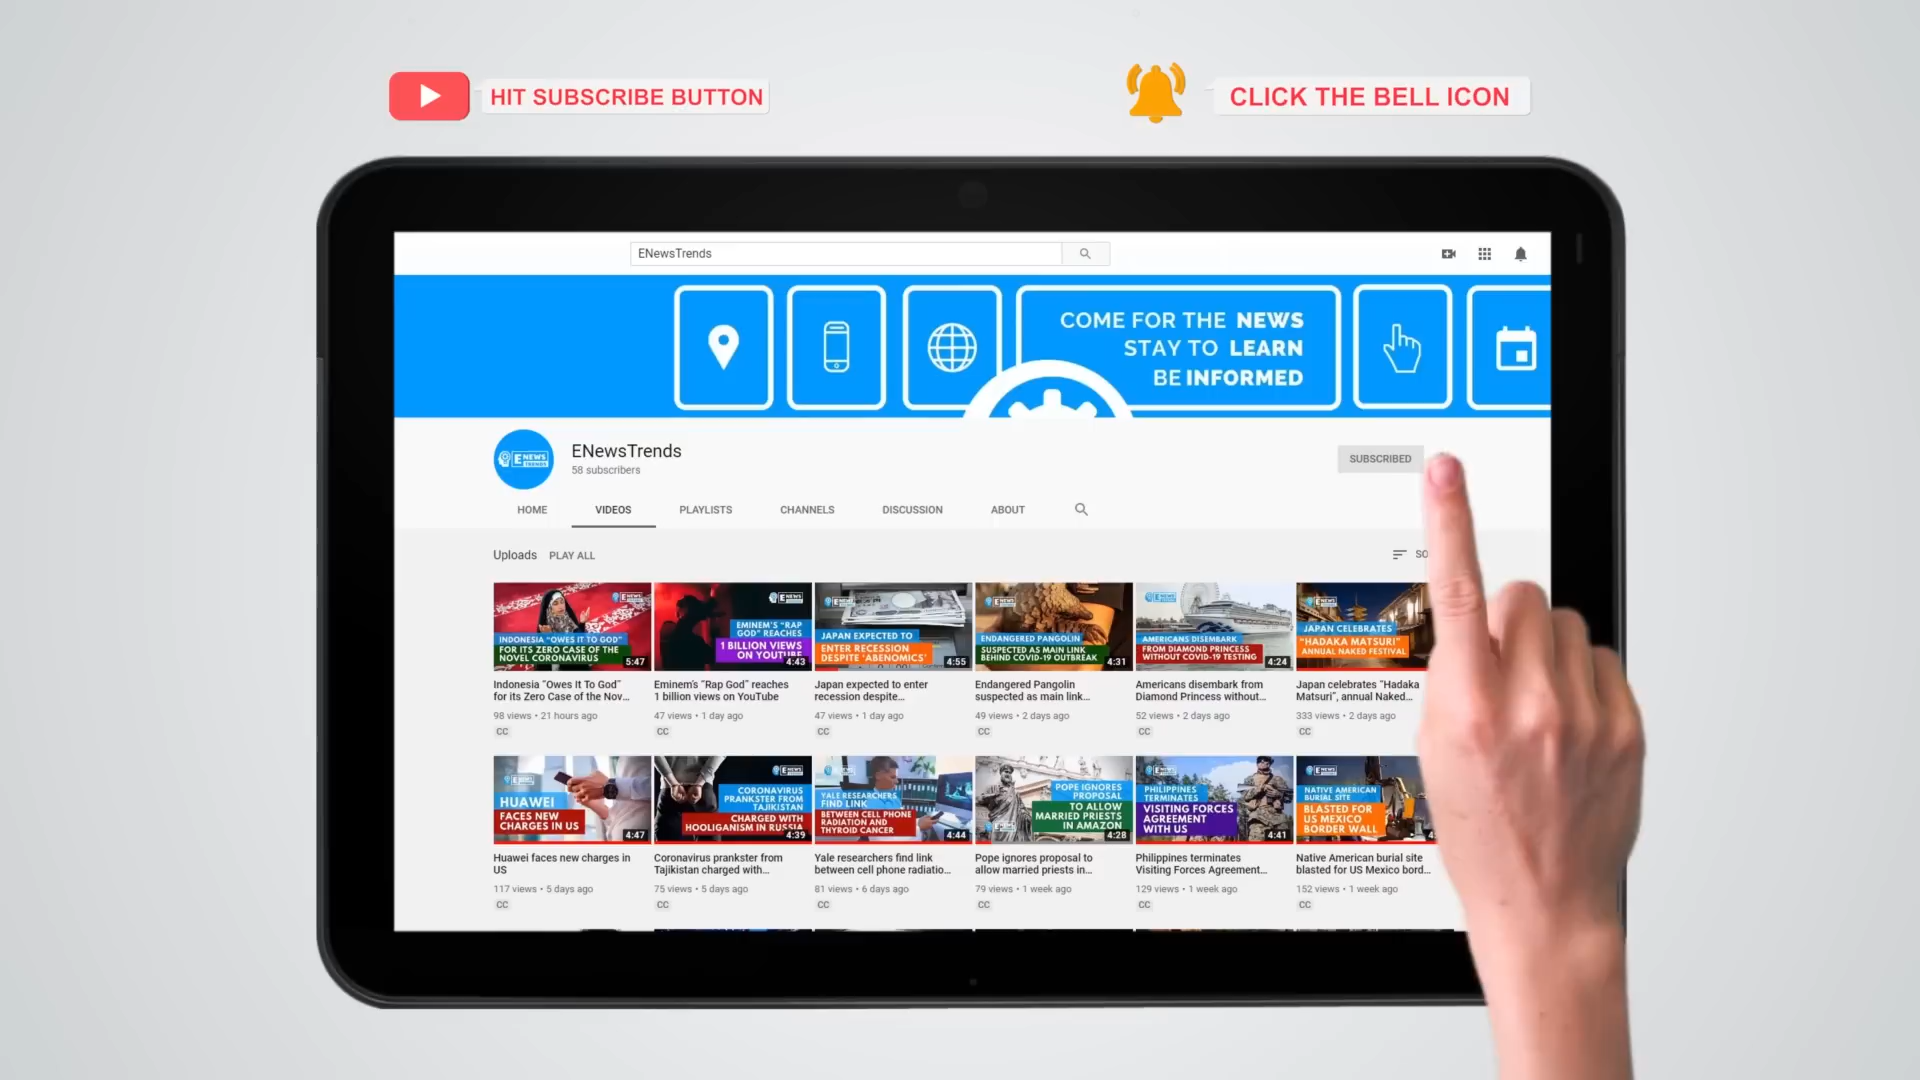 HIT SUBSCRIBE BUTTON
CLICK THE BELL ICON
ENewsTrends
COME FOR THE NEWS
STAY TO LEARN
BE INFORMED
E NEWS
TRENDS
ENewsTrends
58 subscribers
SUBSCRIBED
HOME VIDEOS PLAYLISTS CHANNELS DISCUSSION ABOUT
Uploads PLAY ALL
SO
INDONESIA "OWES IT TO GOD"
FOR ITS ZERO CASE OF THE
NOVEL CORONAVIRUS
5:47
EMINEM'S "RAP
GOD" REACHES
1 BILLION VIEWS
ON YOUTUBE
4:43
JAPAN EXPECTED TO
ENTER RECESSION
DESPITE 'ABENOMICS'
4:55
ENDANGERED PANGOLIN
SUSPECTED AS MAIN LINK
BEHIND COVID-19 OUTBREAK
4:31
AMERICANS DISEMBARK
FROM DIAMOND PRINCESS
WITHOUT COVID-19 TESTING
4:24
JAPAN CELEBRATES
"HADAKA MATSURI"
ANNUAL NAKED FESTIVAL
Indonesia "Owes It To God"
for its Zero Case of the Nov...
98 views • 21 hours ago
CC
Eminem's "Rap God" reaches
1 billion views on YouTube
47 views • 1 day ago
CC
Japan expected to enter
recession despite...
47 views • 1 day ago
CC
Endangered Pangolin
suspected as main link...
49 views • 2 days ago
CC
Americans disembark from
Diamond Princess without...
52 views • 2 days ago
CC
Japan celebrates "Hadaka
Matsuri", annual Naked...
333 views • 2 days ago
CC
HUAWEI
FACES NEW
CHARGES IN US
4:47
CORONAVIRUS
PRANKSTER FROM
TAJIKISTAN
CHARGED WITH
HOOLIGANISM IN RUSSIA
4:39
YALE RESEARCHERS
FIND LINK
BETWEEN CELL PHONE
RADIATION AND
THYROID CANCER
4:44
POPE IGNORES
PROPOSAL
TO ALLOW
MARRIED PRIESTS
IN AMAZON
4:28
PHILIPPINES
TERMINATES
VISITING FORCES
AGREEMENT
WITH US
4:41
NATIVE AMERICAN
BURIAL SITE
BLASTED FOR
US MEXICO
BORDER WALL
4:
Huawei faces new charges in
US
117 views • 5 days ago
CC
Coronavirus prankster from
Tajikistan charged with...
75 views • 5 days ago
CC
Yale researchers find link
between cell phone radiatio...
81 views • 6 days ago
CC
Pope ignores proposal to
allow married priests in...
79 views • 1 week ago
CC
Philippines terminates
Visiting Forces Agreement...
129 views • 1 week ago
CC
Native American burial site
blasted for US Mexico bord...
152 views • 1 week ago
CC